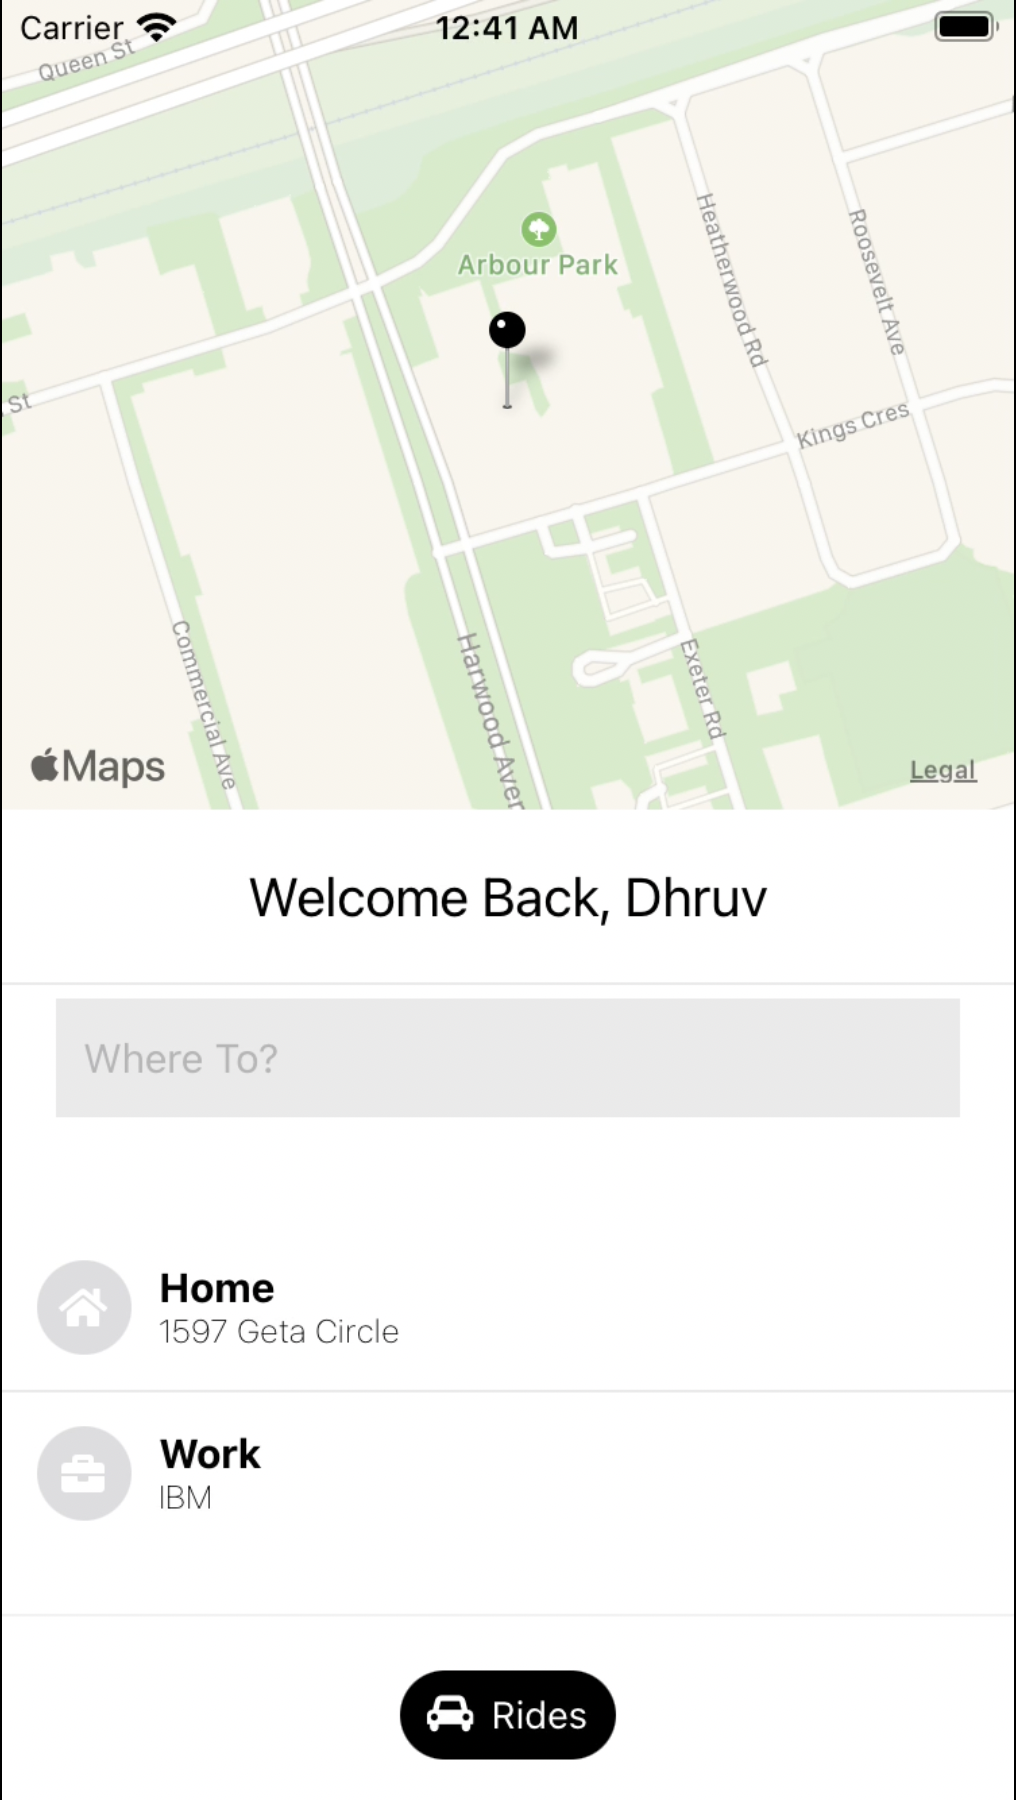 Carrier 12:41 AM
Queen St
Arbour Park
Heatherwood Rd
Roosevelt Ave
St
Kings Cres
Commercial Ave
Harwood Aven
Exeter Rd
Maps
Legal
Welcome Back, Dhruv
Where To?
Home
1597 Geta Circle
Work
IBM
Rides